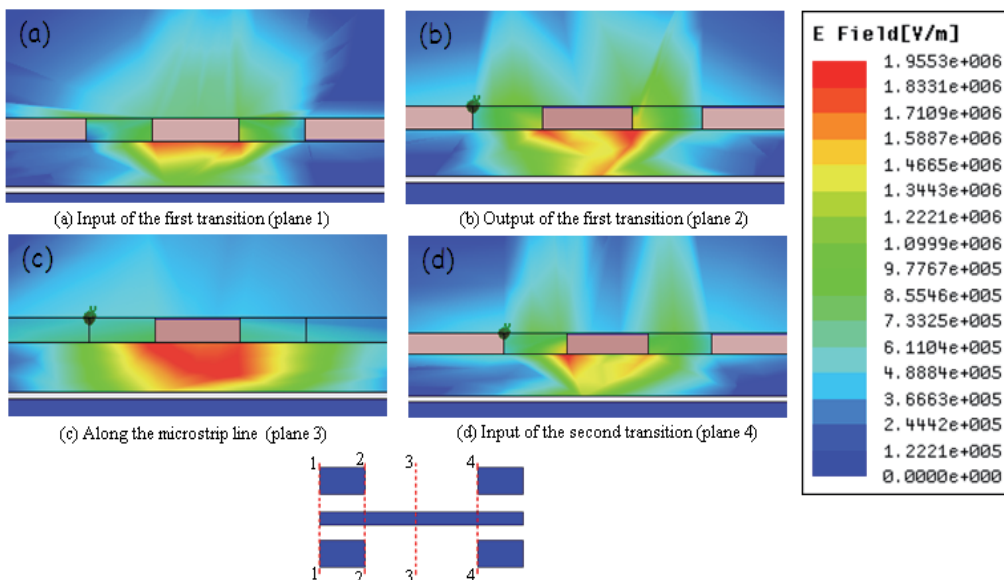 (a)
(b)
(a) Input of the first transition (plane 1)
(b) Output of the first transition (plane 2)
(c)
(d)
(c) Along the microstrip line (plane 3)
(d) Input of the second transition (plane 4)
E Field[V/m]
1.9553e+006
1.8331e+006
1.7109e+006
1.5887e+006
1.4665e+006
1.3443e+006
1.2221e+006
1.0999e+006
9.7767e+005
8.5546e+005
7.3325e+005
6.1104e+005
4.8884e+005
3.6663e+005
2.4442e+005
1.2221e+005
0.0000e+000
1 2 3 4
1 2 3 4